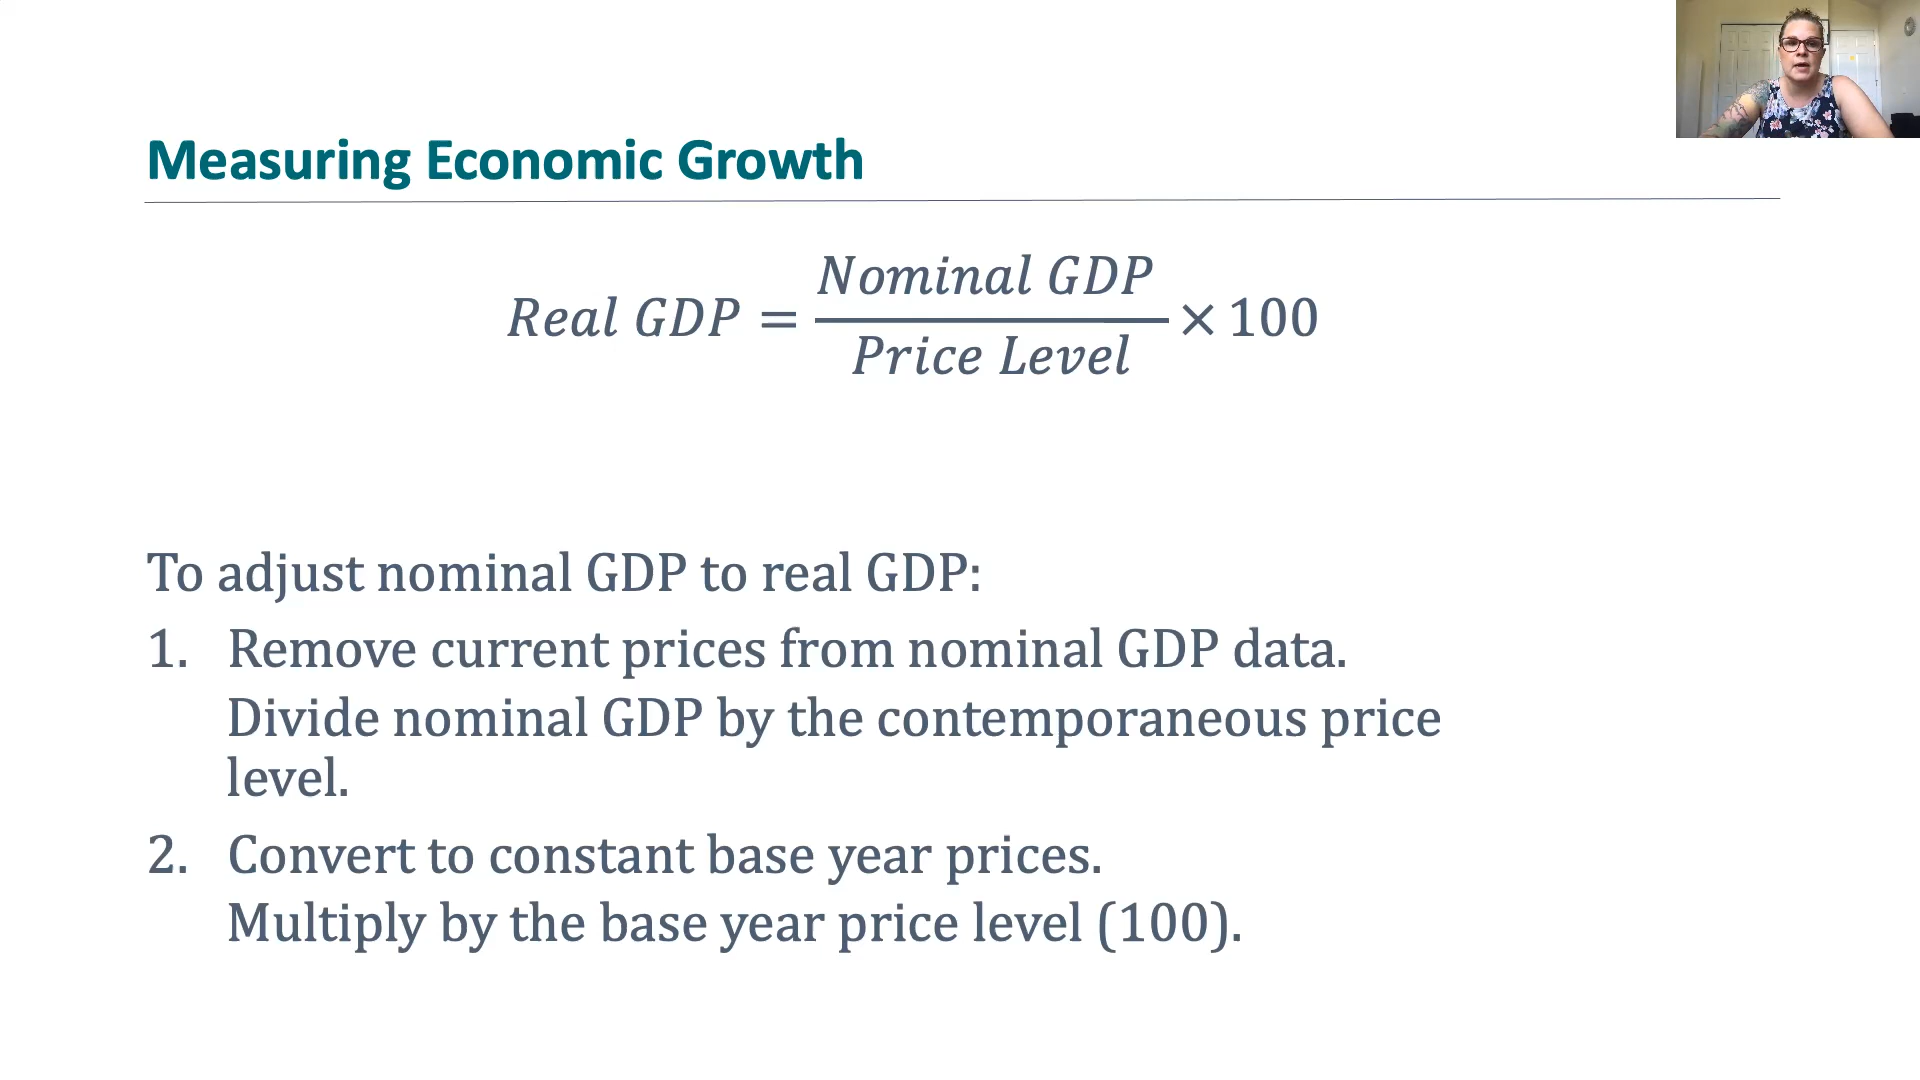 Measuring Economic Growth
Real GDP = Nominal GDP / Price Level × 100
To adjust nominal GDP to real GDP:
1. Remove current prices from nominal GDP data.
Divide nominal GDP by the contemporaneous price
level.
2. Convert to constant base year prices.
Multiply by the base year price level (100).